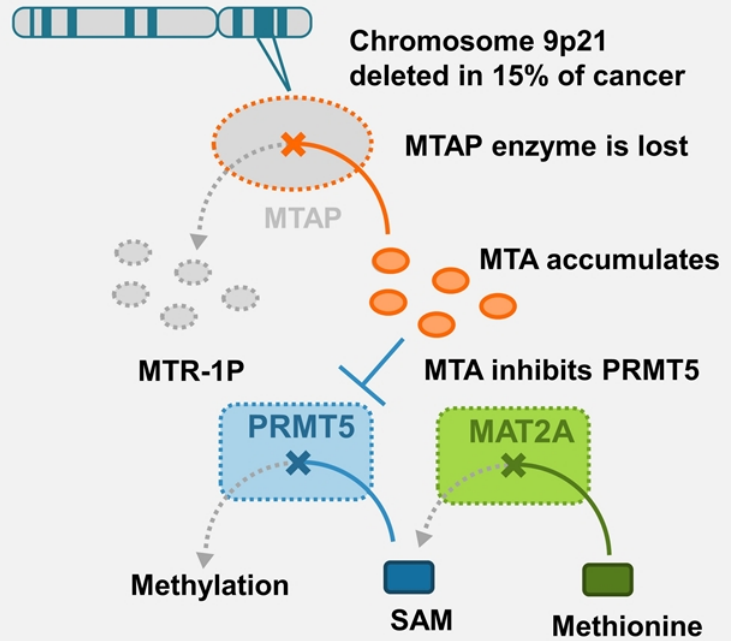 Chromosome 9p21
deleted in 15% of cancer
MTAP enzyme is lost
MTAP
MTA accumulates
MTR-1P
MTA inhibits PRMT5
PRMT5
MAT2A
Methylation
SAM
Methionine